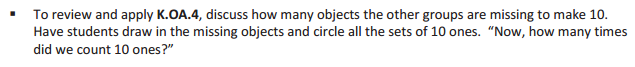 ▪ To review and apply K.OA.4, discuss how many objects the other groups are missing to make 10.
Have students draw in the missing objects and circle all the sets of 10 ones. “Now, how many times
did we count 10 ones?”